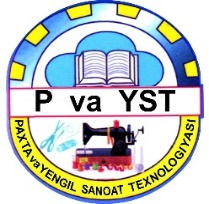 P va YST
PAXTA va YENGIL SANOAT TEXNOLOGIYASI